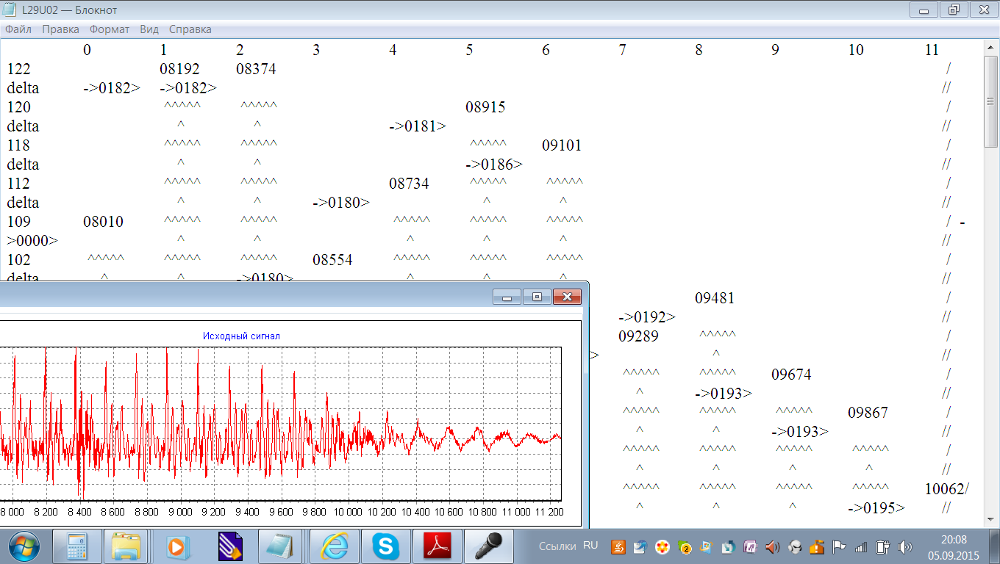 L29U02 — Блокнот
Файл Правка Формат Вид Справка
0 1 2 3 4 5 6 7 8 9 10 11
122 08192 08374 /
delta ->0182> ->0182> //
120 ^^^^^ ^^^^^ 08915 /
delta ^ ^ ->0181> //
118 ^^^^^ ^^^^^ ^^^^^ 09101 /
delta ^ ^ ->0186> //
112 ^^^^^ ^^^^^ 08734 ^^^^^ ^^^^^ /
delta ^ ^ ->0180> ^ ^ //
109 08010 ^^^^^ ^^^^^ ^^^^^ ^^^^^ ^^^^^ / -
>0000> ^ ^ ^ ^ ^ //
102 ^^^^^ ^^^^^ ^^^^^ 08554 ^^^^^ ^^^^^ ^^^^^ /
delta ^ ^ ->0180> ^ ^ ^ //
09481 /
->0192> //
09289 ^^^^^ /
> ^ //
^^^^^ ^^^^^ 09674 /
^ ->0193> //
^^^^^ ^^^^^ ^^^^^ 09867 /
^ ^ ->0193> //
^^^^^ ^^^^^ ^^^^^ ^^^^^ /
^ ^ ^ ^ //
^^^^^ ^^^^^ ^^^^^ ^^^^^ 10062/
^ ^ ^ ->0195> //
Исходный сигнал
8 000 8 200 8 400 8 600 8 800 9 000 9 200 9 400 9 600 9 800 10 000 10 200 10 400 10 600 10 800 11 000 11 200
Ссылки RU 20:08
05.09.2015